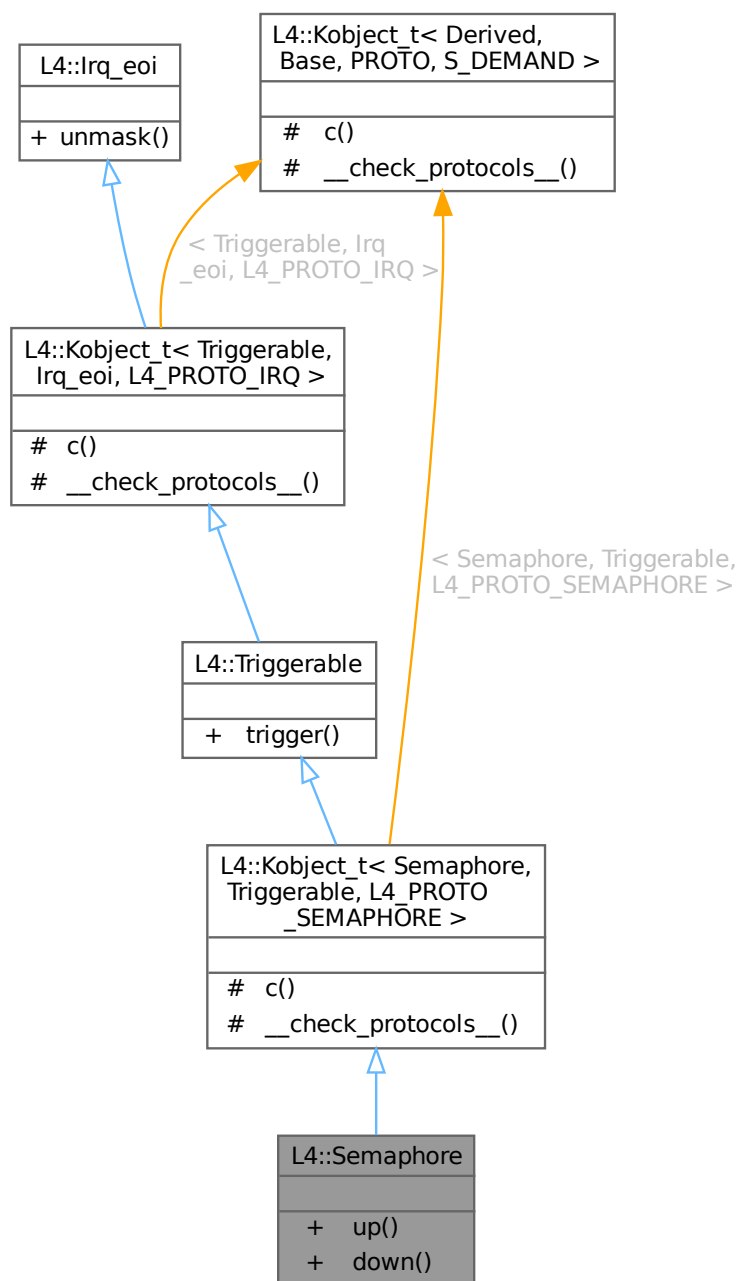 L4::Irq_eoi
+ unmask()
L4::Kobject_t< Derived,
Base, PROTO, S_DEMAND >
# c()
# __check_protocols__()
< Triggerable, Irq
_eoi, L4_PROTO_IRQ >
L4::Kobject_t< Triggerable,
Irq_eoi, L4_PROTO_IRQ >
# c()
# __check_protocols__()
< Semaphore, Triggerable,
L4_PROTO_SEMAPHORE >
L4::Triggerable
+ trigger()
L4::Kobject_t< Semaphore,
Triggerable, L4_PROTO
_SEMAPHORE >
# c()
# __check_protocols__()
L4::Semaphore
+ up()
+ down()